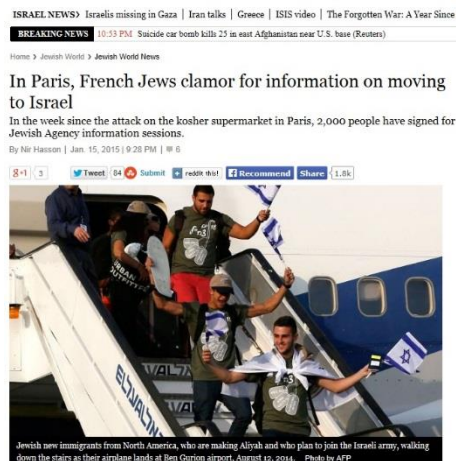 ISRAEL NEWS> Israelis missing in Gaza | Iran talks | Greece | ISIS video | The Forgotten War: A Year Since
BREAKING NEWS 10:53 PM Suicide car bomb kills 25 in east Afghanistan near U.S. base (Reuters)
Home > Jewish World > Jewish World News
In Paris, French Jews clamor for information on moving
to Israel
In the week since the attack on the kosher supermarket in Paris, 2,000 people have signed for
Jewish Agency information sessions.
By Nir Hasson | Jan. 15, 2015 | 9:28 PM | 6
g+1 3 Tweet 84 Submit reddit this! Recommend Share 1.8k
URBAN
OUTFITTERS
Jewish new immigrants from North America, who are making Aliyah and who plan to join the Israeli army, walking
down the stairs as their airplane lands at Ben Gurion airport, August 12, 2014. Photo by AFP